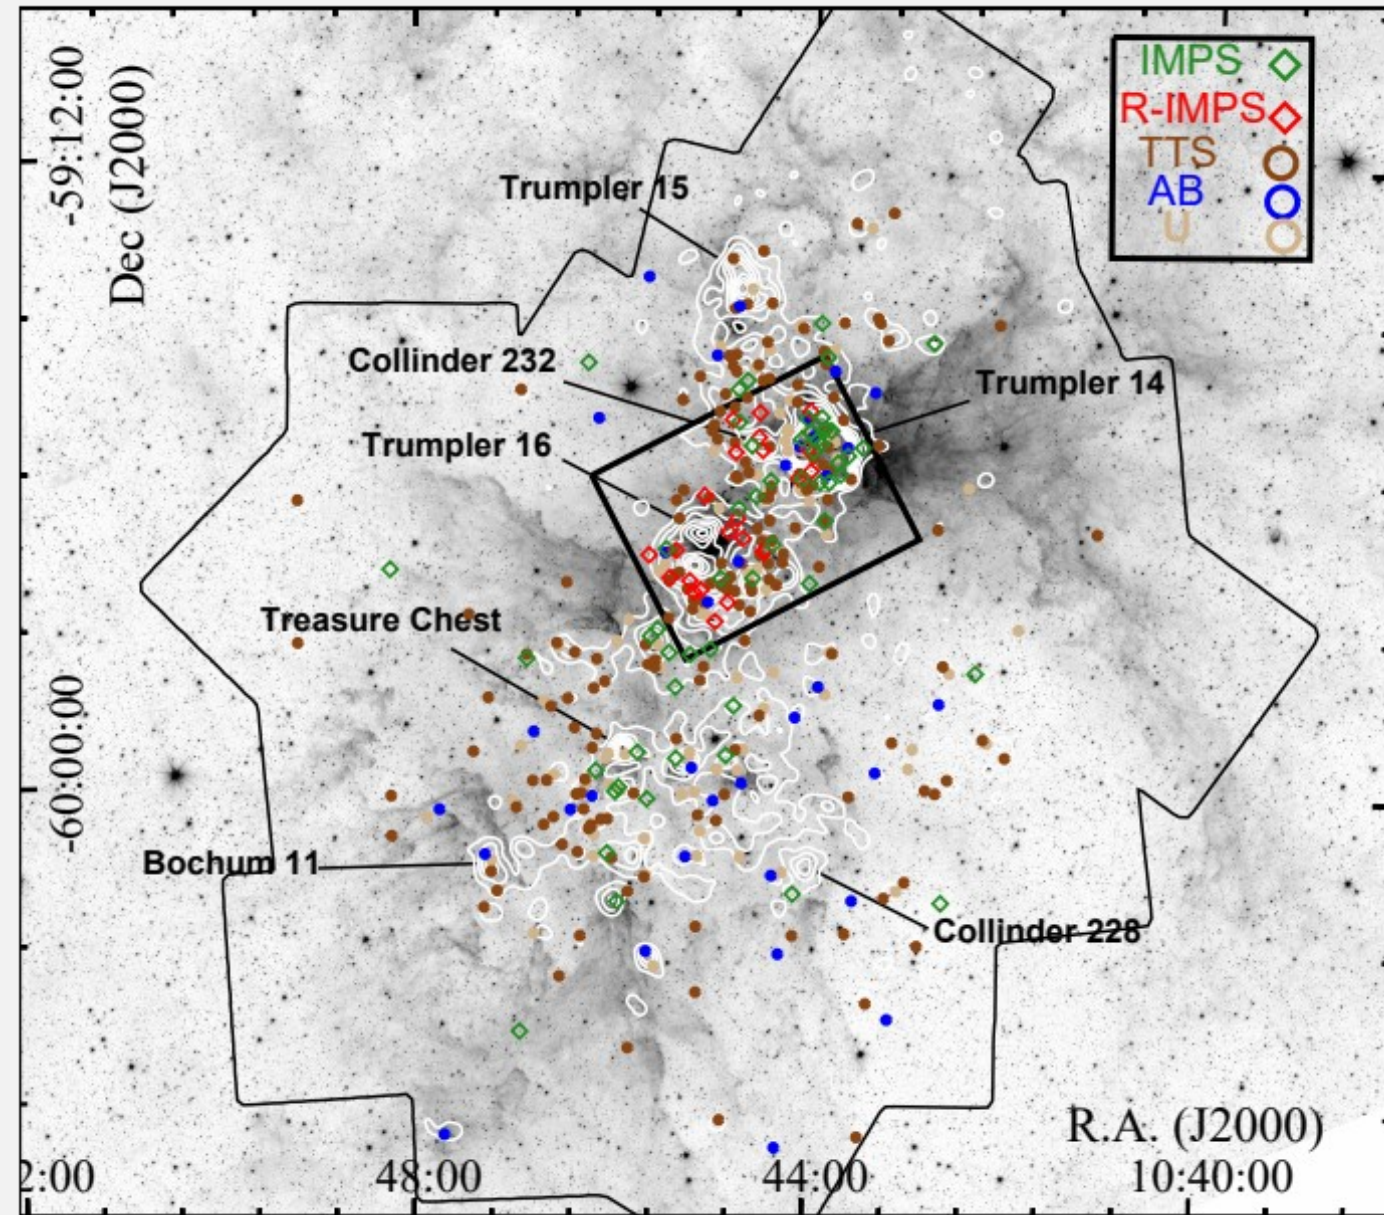 -59:12:00
Dec (J2000)
IMPS
R-IMPS
TTS
AB
U
Trumpler 15
Collinder 232
Trumpler 14
Trumpler 16
Treasure Chest
-60:00:00
Bochum 11
Collinder 228
R.A. (J2000)
2:00
48:00
44:00
10:40:00